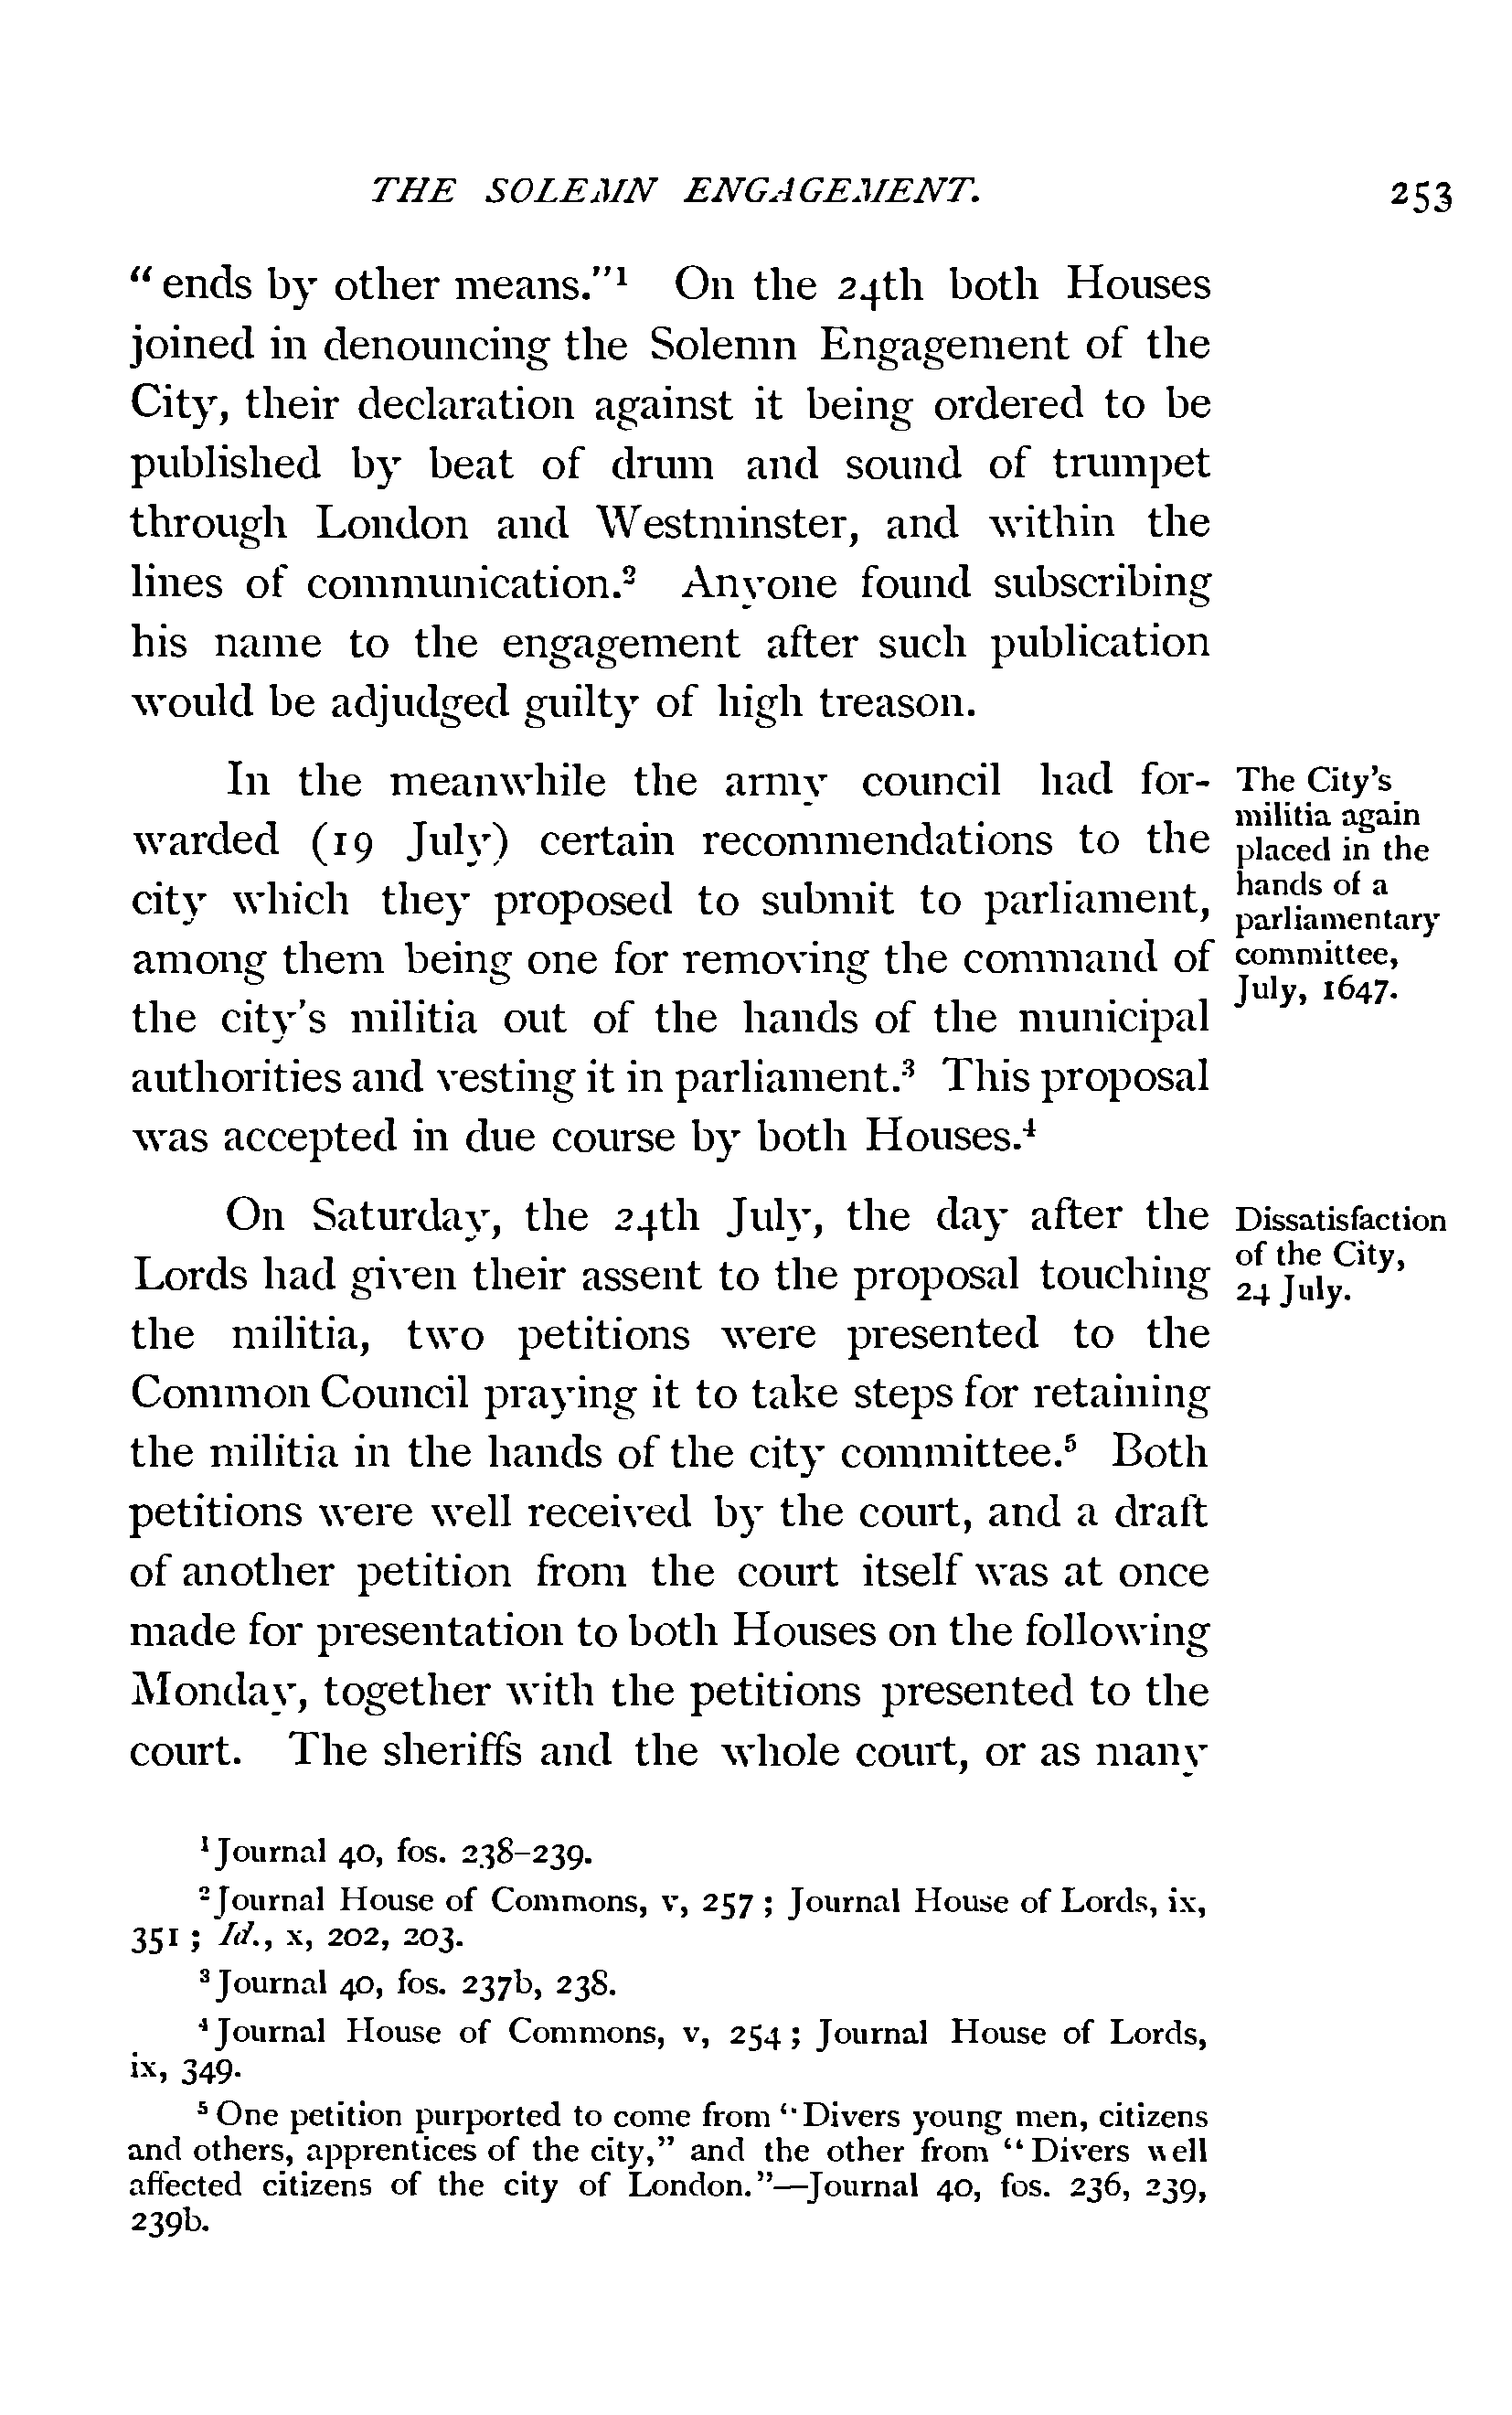 THE SOLEMN ENGAGEMENT. 253
“ ends by other means.”¹ On the 24th both Houses
joined in denouncing the Solemn Engagement of the
City, their declaration against it being ordered to be
published by beat of drum and sound of trumpet
through London and Westminster, and within the
lines of communication.² Anyone found subscribing
his name to the engagement after such publication
would be adjudged guilty of high treason.
In the meanwhile the army council had for-
warded (19 July) certain recommendations to the
city which they proposed to submit to parliament,
among them being one for removing the command of
the city’s militia out of the hands of the municipal
authorities and vesting it in parliament.³ This proposal
was accepted in due course by both Houses.⁴
The City’s
militia again
placed in the
hands of a
parliamentary
committee,
July, 1647.
On Saturday, the 24th July, the day after the
Lords had given their assent to the proposal touching
the militia, two petitions were presented to the
Common Council praying it to take steps for retaining
the militia in the hands of the city committee.⁵ Both
petitions were well received by the court, and a draft
of another petition from the court itself was at once
made for presentation to both Houses on the following
Monday, together with the petitions presented to the
court. The sheriffs and the whole court, or as many
Dissatisfaction
of the City,
24 July.
¹ Journal 40, fos. 238-239.
² Journal House of Commons, v, 257 ; Journal House of Lords, ix,
351 ; Id., x, 202, 203.
³ Journal 40, fos. 237b, 238.
⁴ Journal House of Commons, v, 254 ; Journal House of Lords,
ix, 349.
⁵ One petition purported to come from “Divers young men, citizens
and others, apprentices of the city,” and the other from “Divers well
affected citizens of the city of London.”—Journal 40, fos. 236, 239,
239b.